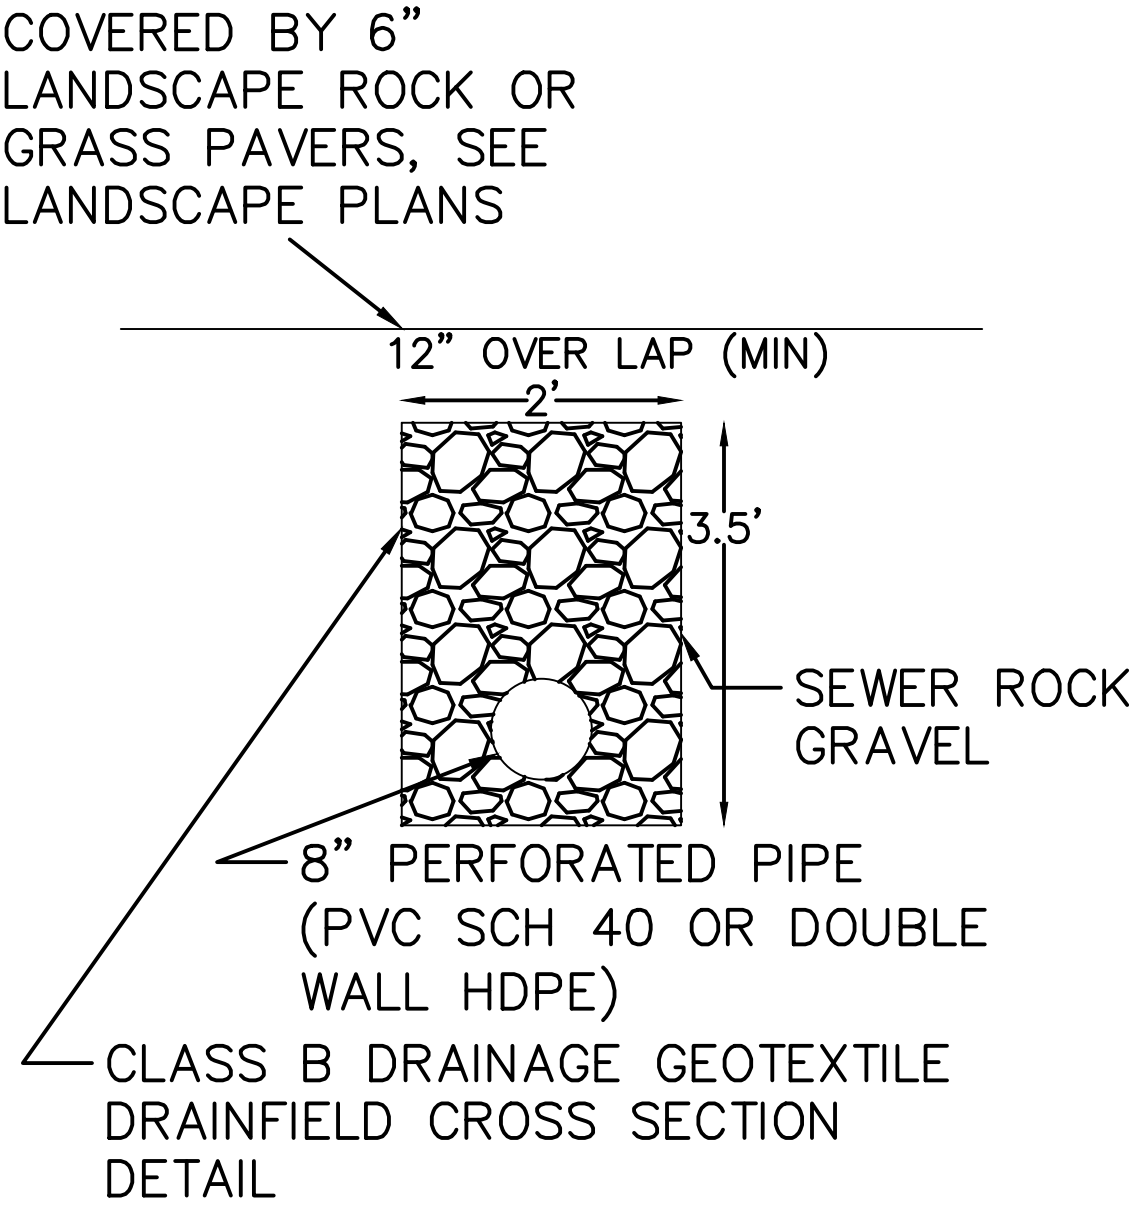 COVERED BY 6”
LANDSCAPE ROCK OR
GRASS PAVERS, SEE
LANDSCAPE PLANS
12” OVER LAP (MIN)
2’
3.5’
SEWER ROCK
GRAVEL
8” PERFORATED PIPE
(PVC SCH 40 OR DOUBLE
WALL HDPE)
CLASS B DRAINAGE GEOTEXTILE
DRAINFIELD CROSS SECTION
DETAIL